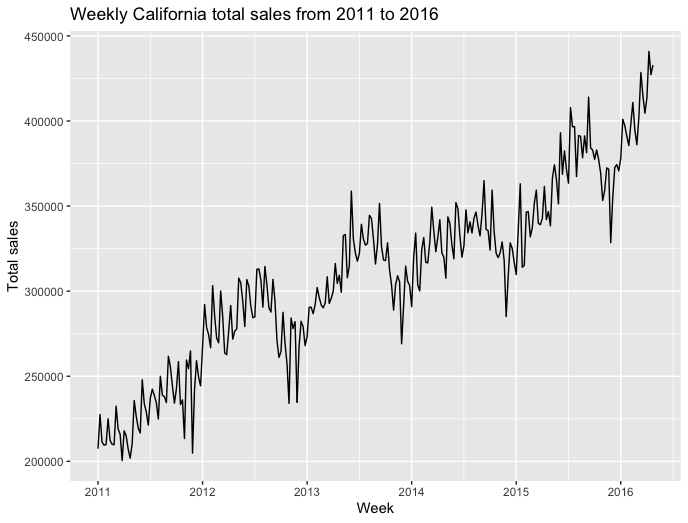 Weekly California total sales from 2011 to 2016
450000
400000
350000
300000
250000
200000
Total sales
2011 2012 2013 2014 2015 2016
Week